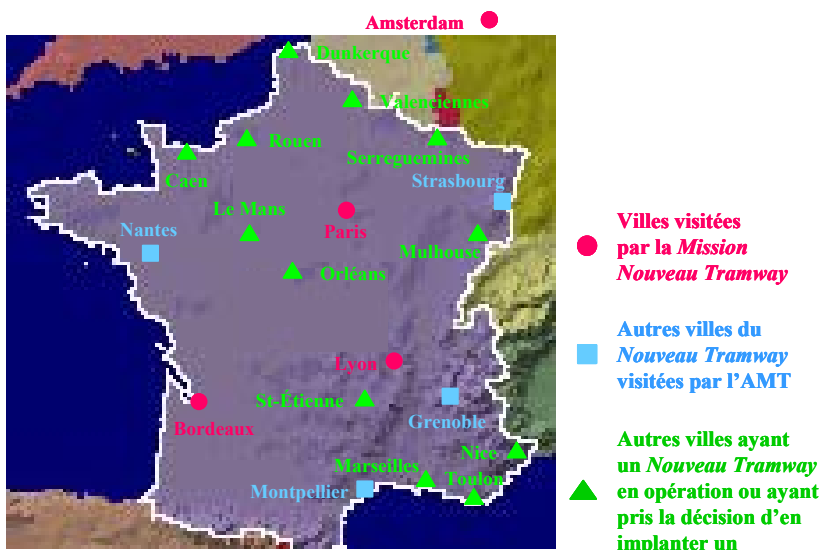 Amsterdam
Dunkerque
Valenciennes
Rouen
Serreguemines
Caen
Strasbourg
Le Mans
Nantes
Paris
Mulhouse
Orléans
Lyon
St-Étienne
Grenoble
Bordeaux
Nice
Marseilles
Toulon
Montpellier
Villes visitées
par la Mission
Nouveau Tramway
Autres villes du
Nouveau Tramway
visitées par l'AMT
Autres villes ayant
un Nouveau Tramway
en opération ou ayant
pris la décision d'en
implanter un